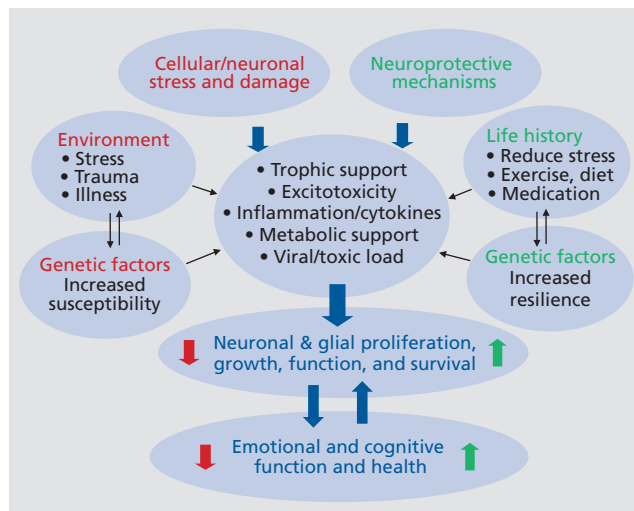 Cellular/neuronal
stress and damage
Neuroprotective
mechanisms
Environment
• Stress
• Trauma
• Illness
Genetic factors
Increased
susceptibility
• Trophic support
• Excitotoxicity
• Inflammation/cytokines
• Metabolic support
• Viral/toxic load
Life history
• Reduce stress
• Exercise, diet
• Medication
Genetic factors
Increased
resilience
Neuronal & glial proliferation,
growth, function, and survival
Emotional and cognitive
function and health